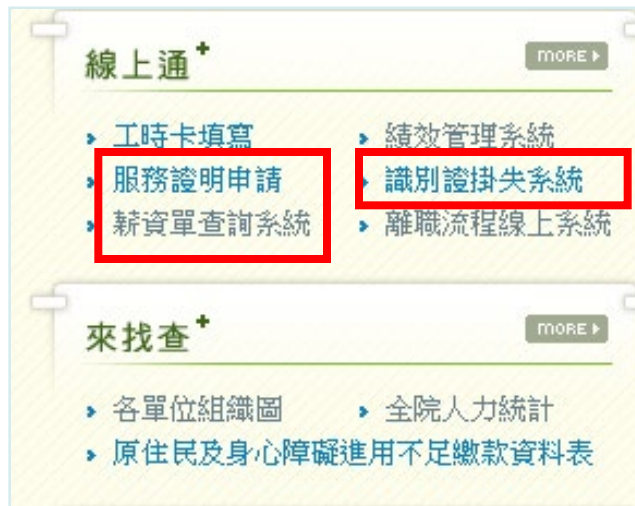 線上通+ MORE
工時卡填寫 績效管理系統
服務證明申請 識別證掛失系統
薪資單查詢系統 離職流程線上系統
來找查+ MORE
各單位組織圖 全院人力統計
原住民及身心障礙進用不足繳款資料表